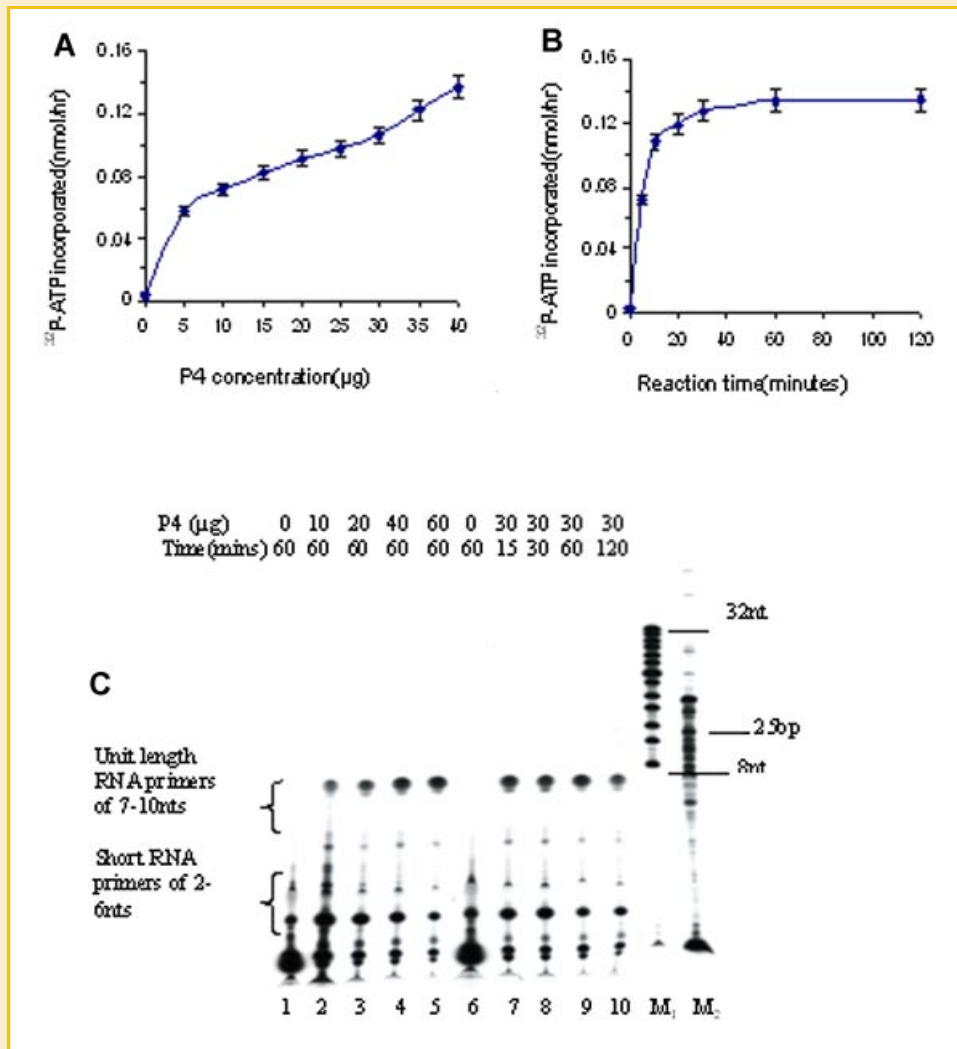 A
0.16
0.12
0.08
0.04
0
32P-ATP incorporated(nmol/hr)
0 5 10 15 20 25 30 35 40
P4 concentration(µg)
B
0.16
0.12
0.08
0.04
0
32P-ATP incorporated(nmol/hr)
0 20 40 60 80 100 120
Reaction time(minutes)
P4 (µg) 0 10 20 40 60 0 30 30 30 30
Time(mins) 60 60 60 60 60 60 15 30 60 120
C
Unit length
RNA primers
of 7-10nts
Short RNA
primers of 2-
6nts
32nt
25bp
8nt
1 2 3 4 5 6 7 8 9 10 M1 M2